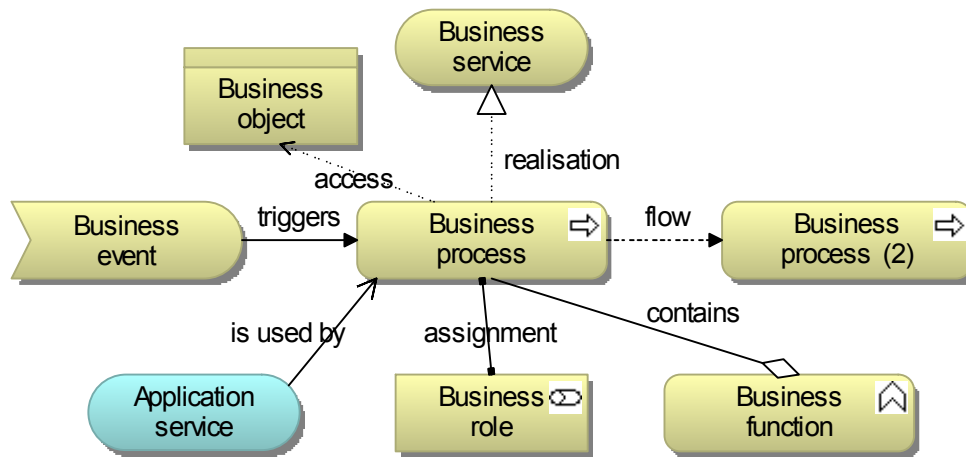 Business
service
Business
object
realisation
access
Business
event
triggers
Business
process
flow
Business
process (2)
is used by
assignment
contains
Application
service
Business
role
Business
function